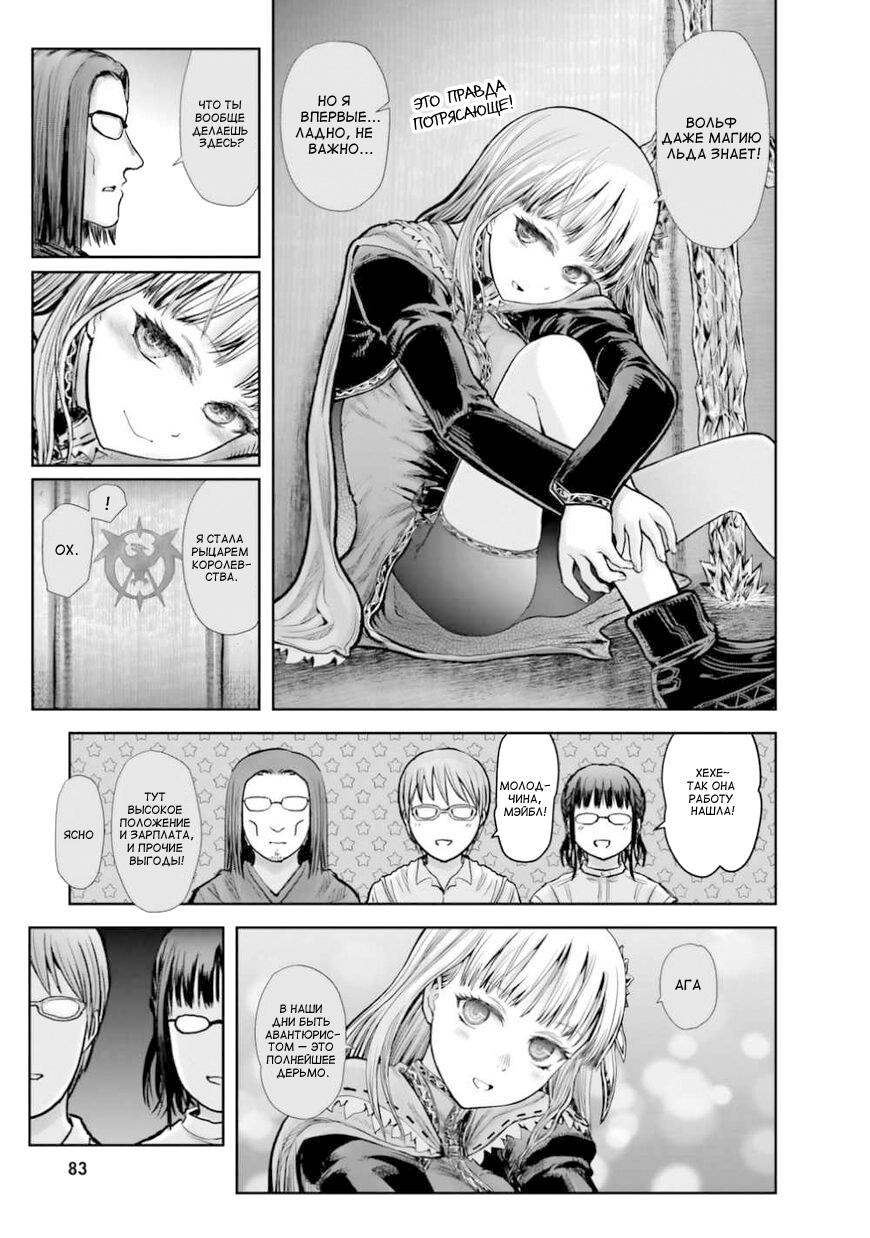 ВОЛЬФ
ДАЖЕ МАГИЮ
ЛЬДА ЗНАЕТ!
ЭТО ПРАВДА
ПОТРЯСАЮЩЕ!
НО Я
ВПЕРВЫЕ...
ЛАДНО, НЕ
ВАЖНО...
ЧТО ТЫ
ВООБЩЕ
ДЕЛАЕШЬ
ЗДЕСЬ?
Я СТАЛА
РЫЦАРЕМ
КОРОЛЕВ-
СТВА.
!
ОХ.
ХЕХЕ~
ТАК ОНА
РАБОТУ
НАШЛА!
МОЛОД-
ЧИНА,
МЭЙБЛ!
ТУТ
ВЫСОКОЕ
ПОЛОЖЕНИЕ
И ЗАРПЛАТА,
И ПРОЧИЕ
ВЫГОДЫ!
ЯСНО
АГА
В НАШИ
ДНИ БЫТЬ
АВАНТЮРИС-
ТОМ — ЭТО
ПОЛНЕЙШЕЕ
ДЕРЬМО.
83